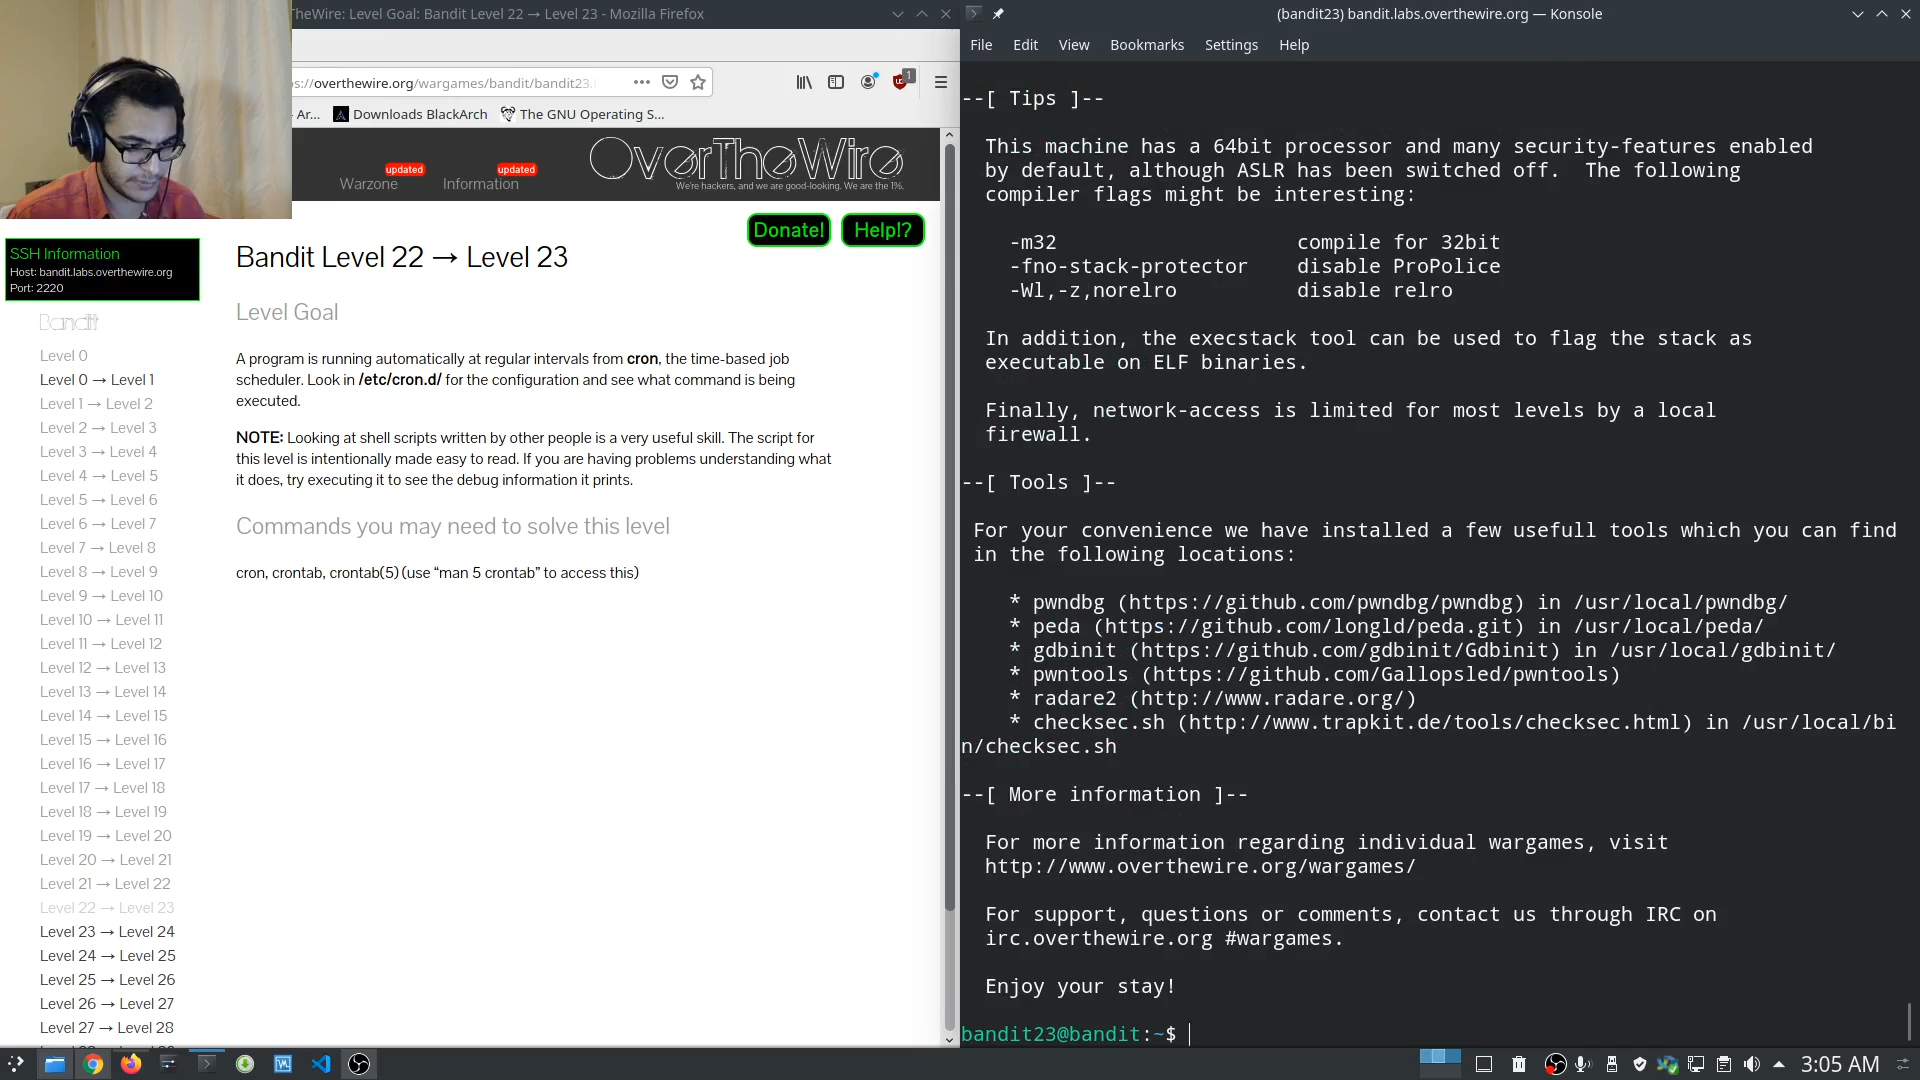 TheWire: Level Goal: Bandit Level 22 → Level 23 - Mozilla Firefox
s://overthewire.org/wargames/bandit/bandit23.
1
Ar...
Downloads BlackArch
The GNU Operating S...
Warzone
updated
Information
updated
OverTheWire
We're hackers, and we are good-looking. We are the 1%.
Donate!
Help!?
SSH Information
Host: bandit.labs.overthewire.org
Port: 2220
Bandit
Level 0
Level 0 → Level 1
Level 1 → Level 2
Level 2 → Level 3
Level 3 → Level 4
Level 4 → Level 5
Level 5 → Level 6
Level 6 → Level 7
Level 7 → Level 8
Level 8 → Level 9
Level 9 → Level 10
Level 10 → Level 11
Level 11 → Level 12
Level 12 → Level 13
Level 13 → Level 14
Level 14 → Level 15
Level 15 → Level 16
Level 16 → Level 17
Level 17 → Level 18
Level 18 → Level 19
Level 19 → Level 20
Level 20 → Level 21
Level 21 → Level 22
Level 22 → Level 23
Level 23 → Level 24
Level 24 → Level 25
Level 25 → Level 26
Level 26 → Level 27
Level 27 → Level 28
Bandit Level 22 → Level 23
Level Goal
A program is running automatically at regular intervals from cron, the time-based job
scheduler. Look in /etc/cron.d/ for the configuration and see what command is being
executed.
NOTE: Looking at shell scripts written by other people is a very useful skill. The script for
this level is intentionally made easy to read. If you are having problems understanding what
it does, try executing it to see the debug information it prints.
Commands you may need to solve this level
cron, crontab, crontab(5) (use “man 5 crontab” to access this)
(bandit23) bandit.labs.overthewire.org — Konsole
File Edit View Bookmarks Settings Help
--[ Tips ]--
This machine has a 64bit processor and many security-features enabled
by default, although ASLR has been switched off.  The following
compiler flags might be interesting:
-m32 compile for 32bit
-fno-stack-protector disable ProPolice
-Wl,-z,norelro disable relro
In addition, the execstack tool can be used to flag the stack as
executable on ELF binaries.
Finally, network-access is limited for most levels by a local
firewall.
--[ Tools ]--
For your convenience we have installed a few usefull tools which you can find
in the following locations:
* pwndbg (https://github.com/pwndbg/pwndbg) in /usr/local/pwndbg/
* peda (https://github.com/longld/peda.git) in /usr/local/peda/
* gdbinit (https://github.com/gdbinit/Gdbinit) in /usr/local/gdbinit/
* pwntools (https://github.com/Gallopsled/pwntools)
* radare2 (http://www.radare.org/)
* checksec.sh (http://www.trapkit.de/tools/checksec.html) in /usr/local/bi
n/checksec.sh
--[ More information ]--
For more information regarding individual wargames, visit
http://www.overthewire.org/wargames/
For support, questions or comments, contact us through IRC on
irc.overthewire.org #wargames.
Enjoy your stay!
bandit23@bandit:~$
3:05 AM